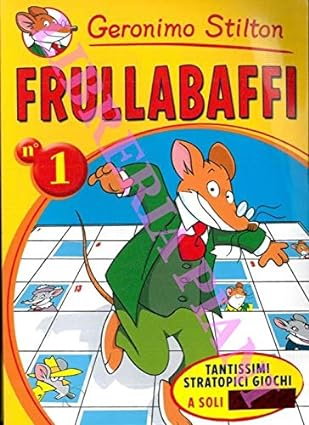 Geronimo Stilton
FRULLABAFFI
n°
1
TANTISSIMI
STRATOPICI GIOCHI
A SOLI